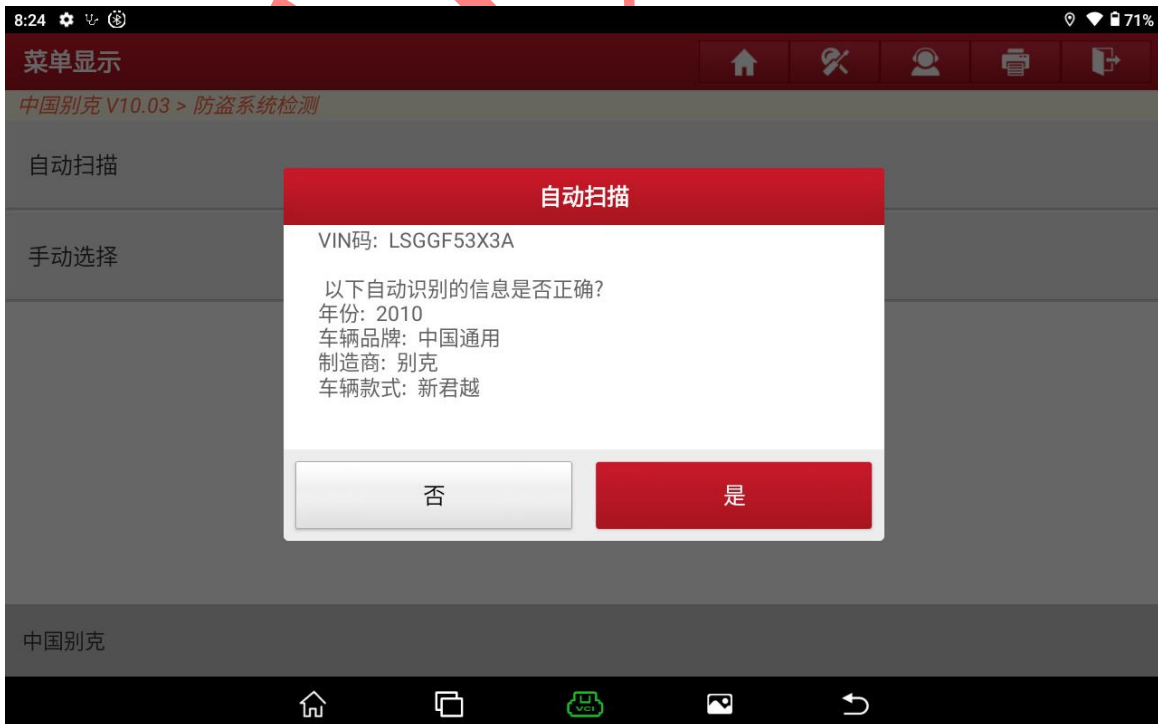 8:24
71%
菜单显示
中国别克 V10.03 > 防盗系统检测
自动扫描
手动选择
自动扫描
VIN码: LSGGF53X3A
以下自动识别的信息是否正确?
年份: 2010
车辆品牌: 中国通用
制造商: 别克
车辆款式: 新君越
否
是
中国别克
VCI